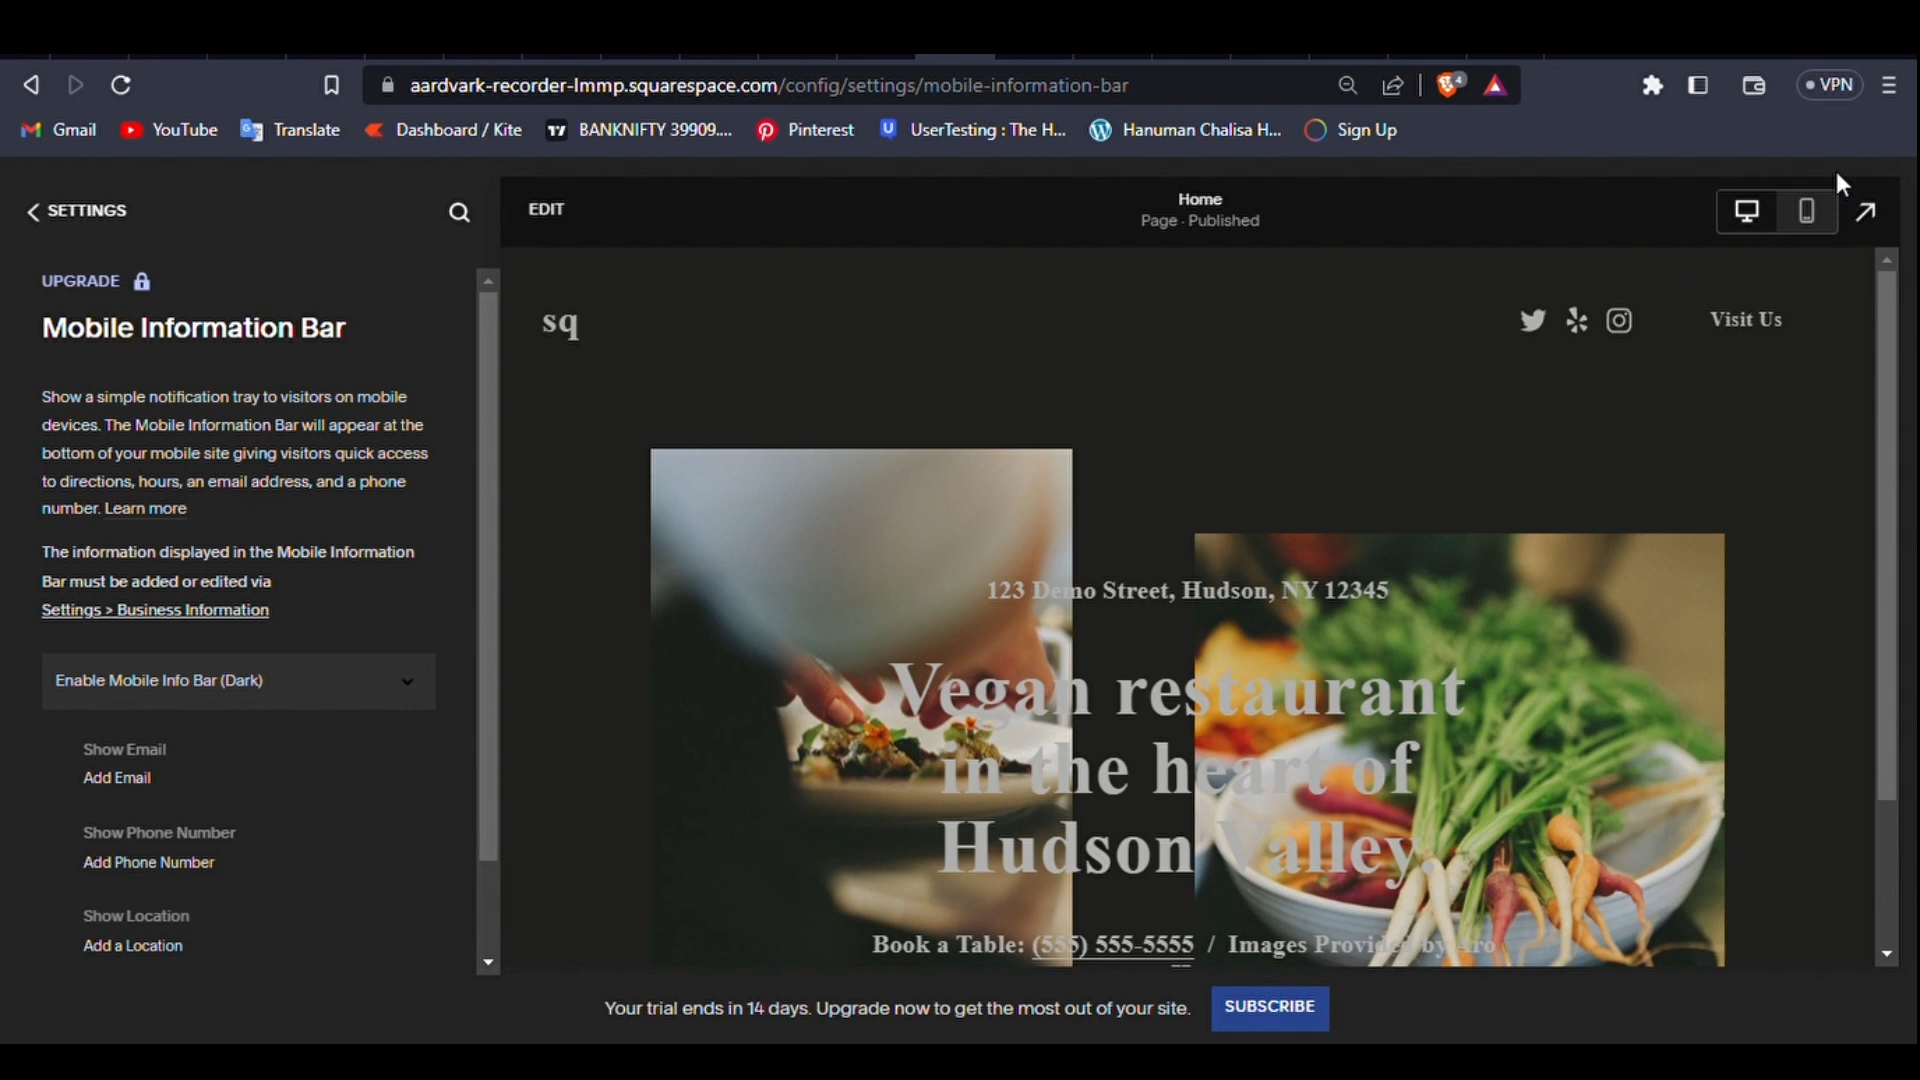 aardvark-recorder-lmmp.squarespace.com/config/settings/mobile-information-bar
4
VPN
Gmail
YouTube
Translate
Dashboard / Kite
BANKNIFTY 39909....
Pinterest
UserTesting : The H...
Hanuman Chalisa H...
Sign Up
SETTINGS
EDIT
Home
Page · Published
UPGRADE
Mobile Information Bar
Show a simple notification tray to visitors on mobile
devices. The Mobile Information Bar will appear at the
bottom of your mobile site giving visitors quick access
to directions, hours, an email address, and a phone
number. Learn more
The information displayed in the Mobile Information
Bar must be added or edited via
Settings > Business Information
Enable Mobile Info Bar (Dark)
Show Email
Add Email
Show Phone Number
Add Phone Number
Show Location
Add a Location
sq
Visit Us
123 Demo Street, Hudson, NY 12345
Vegan restaurant
in the heart of
Hudson Valley.
Book a Table: (555) 555-5555 / Images Provided by Aro
Your trial ends in 14 days. Upgrade now to get the most out of your site.
SUBSCRIBE